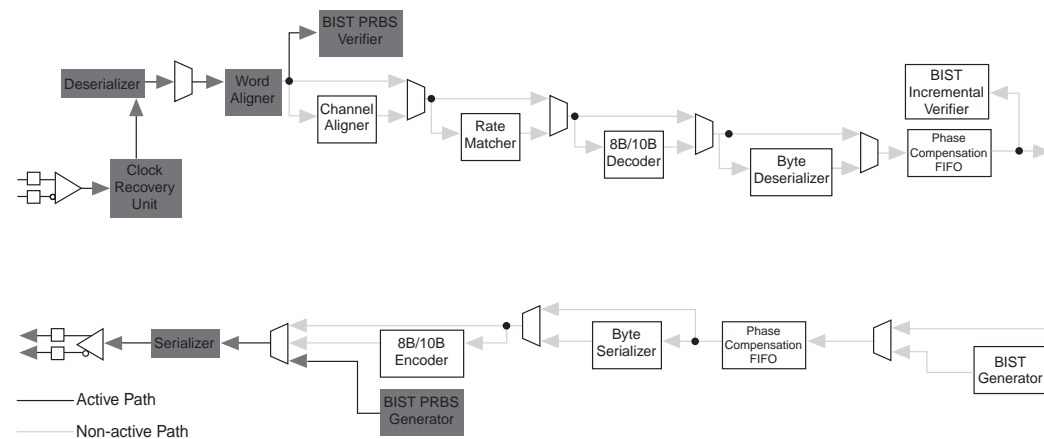 BIST PRBS
Verifier
Deserializer
Word
Aligner
Channel
Aligner
Rate
Matcher
8B/10B
Decoder
Byte
Deserializer
BIST
Incremental
Verifier
Phase
Compensation
FIFO
Clock
Recovery
Unit
Serializer
8B/10B
Encoder
BIST PRBS
Generator
Byte
Serializer
Phase
Compensation
FIFO
BIST
Generator
Active Path
Non-active Path